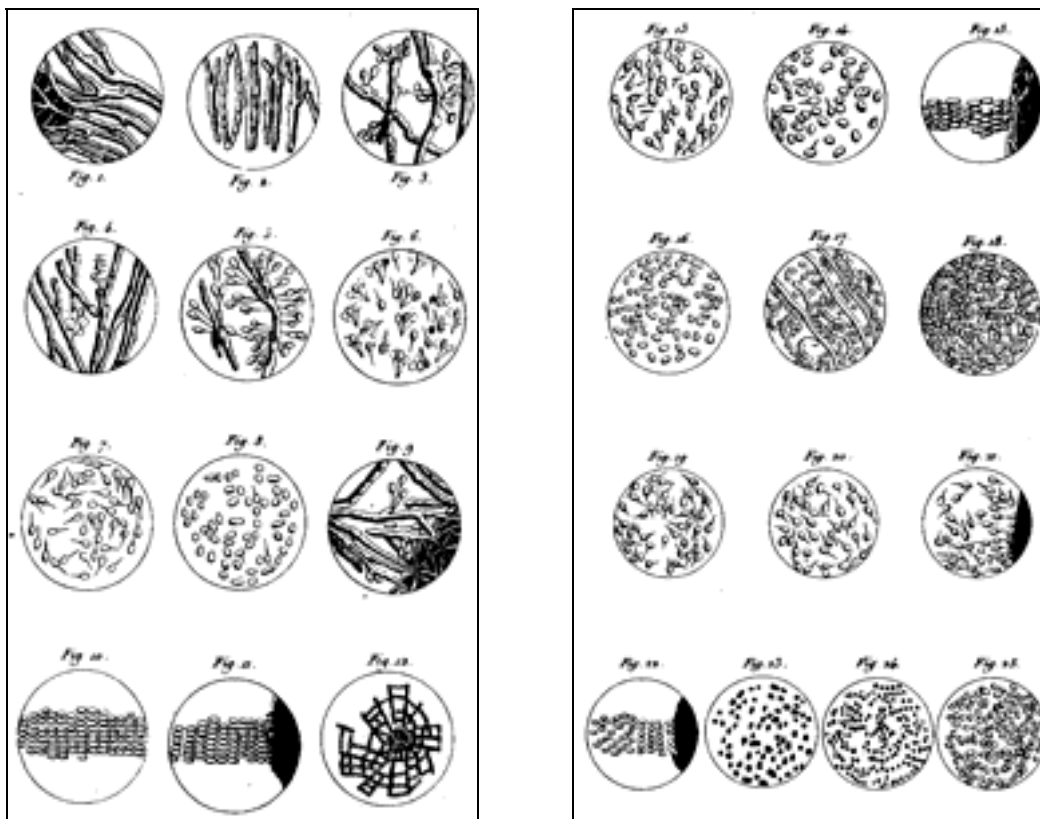 Fig. 1. Fig. 2. Fig. 3.
Fig. 4. Fig. 5. Fig. 6.
Fig. 7. Fig. 8. Fig. 9
Fig. 10. Fig. 11. Fig. 12.
Fig. 13 Fig. 14. Fig. 15.
Fig. 16. Fig. 17. Fig. 18.
Fig. 19 Fig. 20. Fig. 21.
Fig. 22. Fig. 23. Fig. 24. Fig. 25.